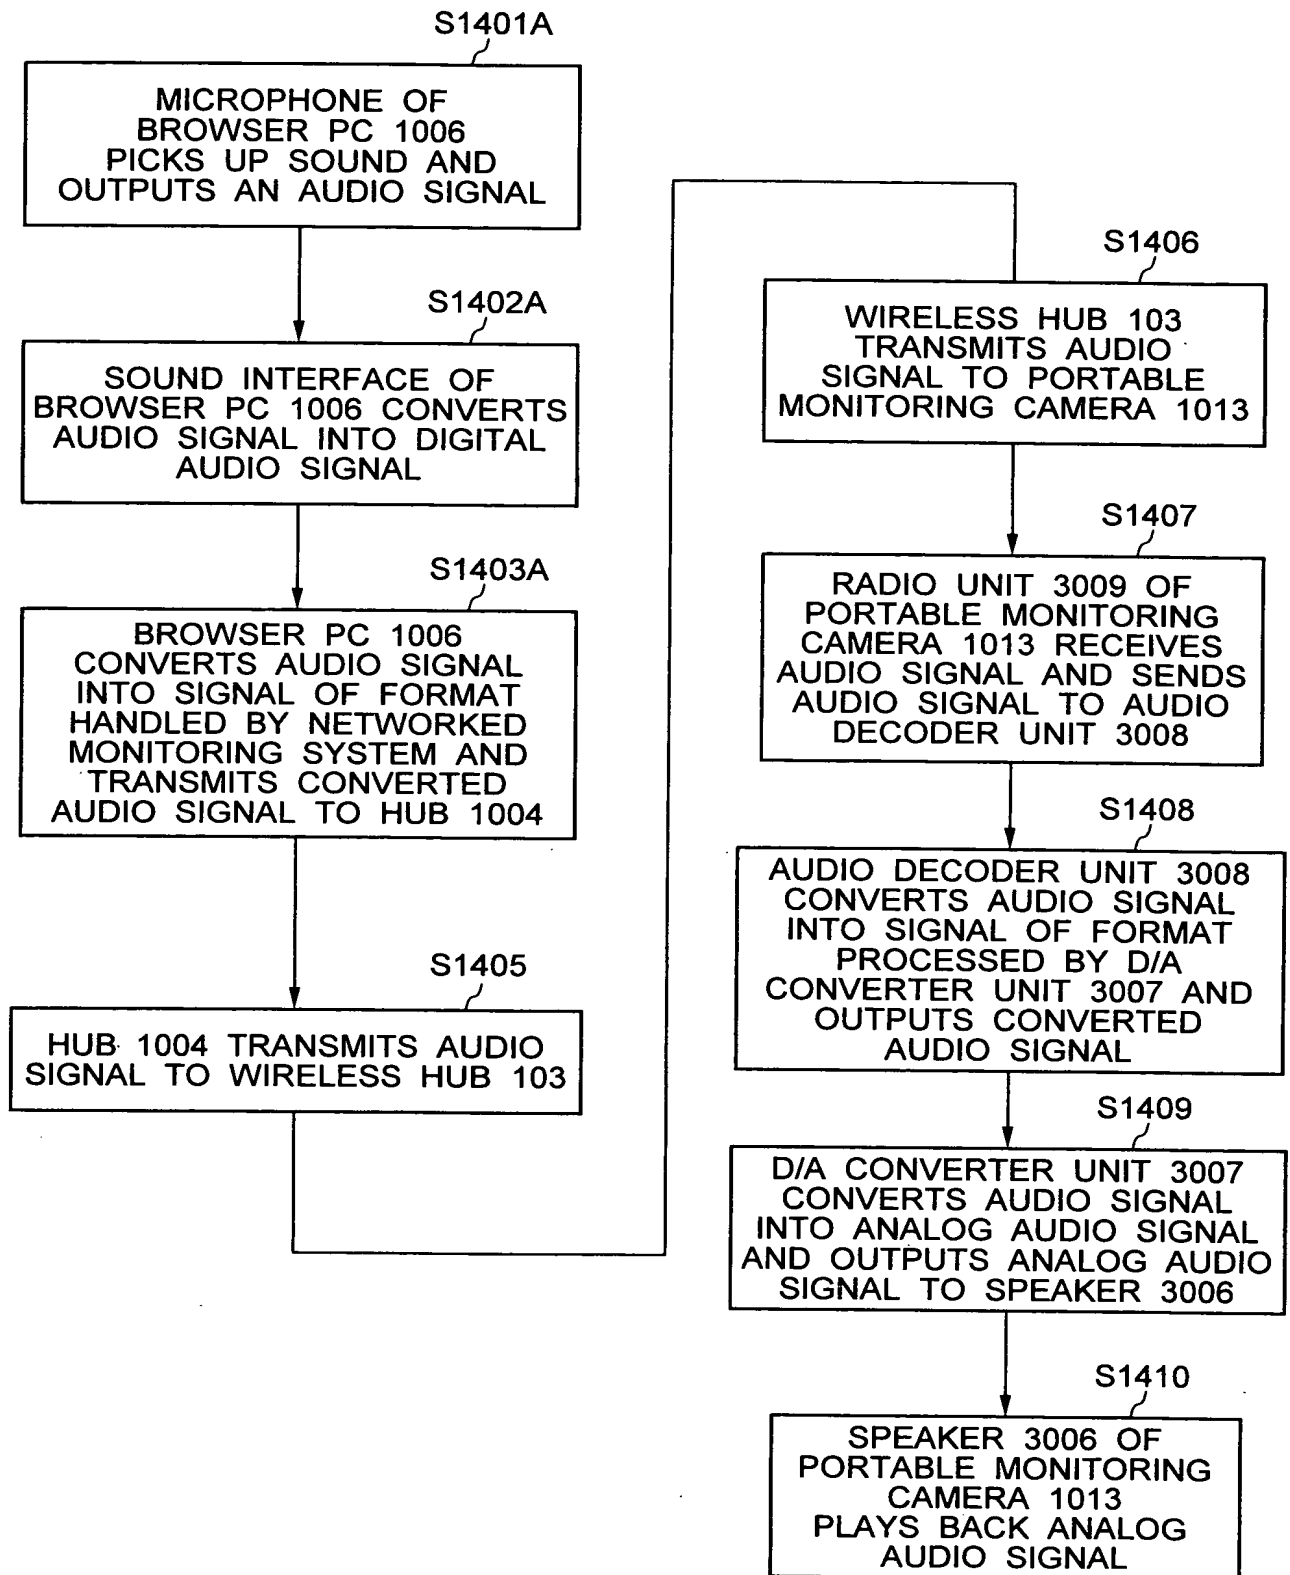 S1401A
MICROPHONE OF
BROWSER PC 1006
PICKS UP SOUND AND
OUTPUTS AN AUDIO SIGNAL
S1402A
SOUND INTERFACE OF
BROWSER PC 1006 CONVERTS
AUDIO SIGNAL INTO DIGITAL
AUDIO SIGNAL
S1403A
BROWSER PC 1006
CONVERTS AUDIO SIGNAL
INTO SIGNAL OF FORMAT
HANDLED BY NETWORKED
MONITORING SYSTEM AND
TRANSMITS CONVERTED
AUDIO SIGNAL TO HUB 1004
S1405
HUB 1004 TRANSMITS AUDIO
SIGNAL TO WIRELESS HUB 103
S1406
WIRELESS HUB 103
TRANSMITS AUDIO
SIGNAL TO PORTABLE
MONITORING CAMERA 1013
S1407
RADIO UNIT 3009 OF
PORTABLE MONITORING
CAMERA 1013 RECEIVES
AUDIO SIGNAL AND SENDS
AUDIO SIGNAL TO AUDIO
DECODER UNIT 3008
S1408
AUDIO DECODER UNIT 3008
CONVERTS AUDIO SIGNAL
INTO SIGNAL OF FORMAT
PROCESSED BY D/A
CONVERTER UNIT 3007 AND
OUTPUTS CONVERTED
AUDIO SIGNAL
S1409
D/A CONVERTER UNIT 3007
CONVERTS AUDIO SIGNAL
INTO ANALOG AUDIO SIGNAL
AND OUTPUTS ANALOG AUDIO
SIGNAL TO SPEAKER 3006
S1410
SPEAKER 3006 OF
PORTABLE MONITORING
CAMERA 1013
PLAYS BACK ANALOG
AUDIO SIGNAL